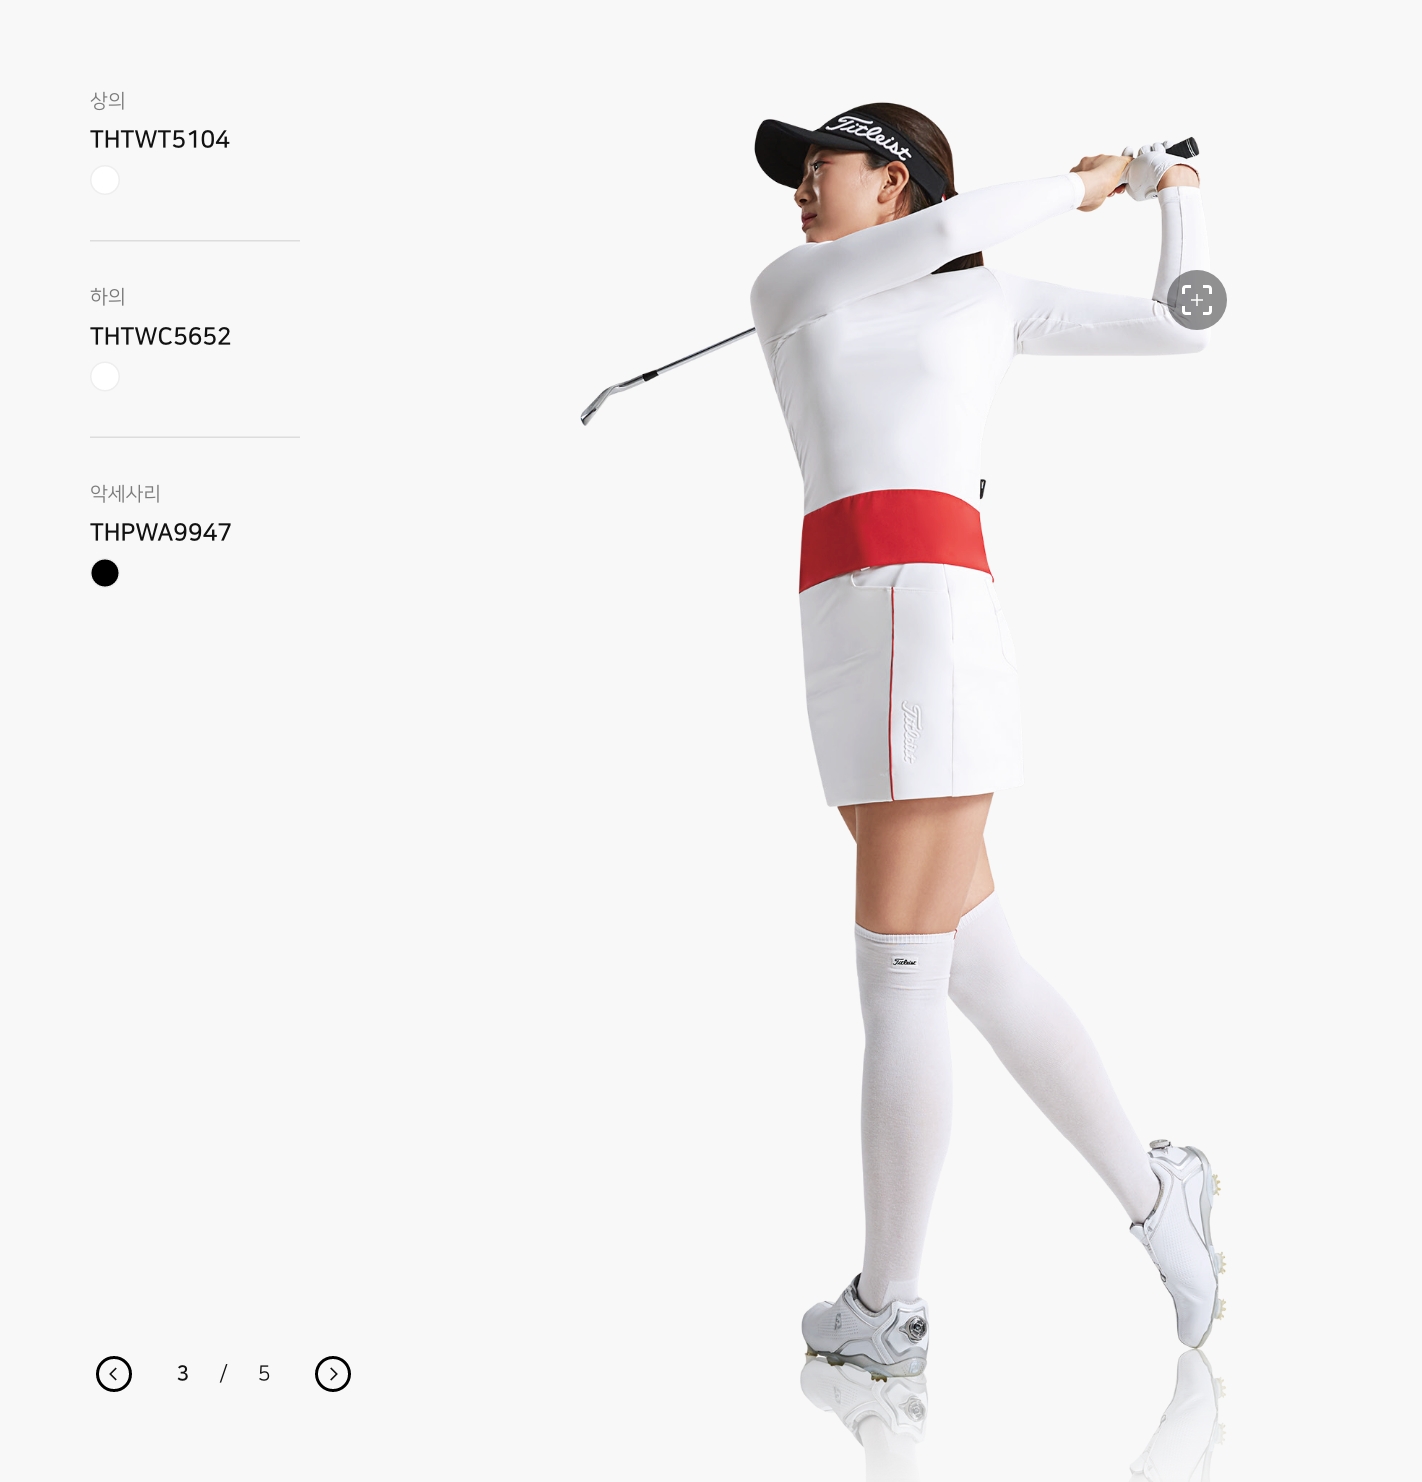 상의
THTWT5104
하의
THTWC5652
악세사리
THPWA9947
3 / 5
Titleist
Titleist
Titleist